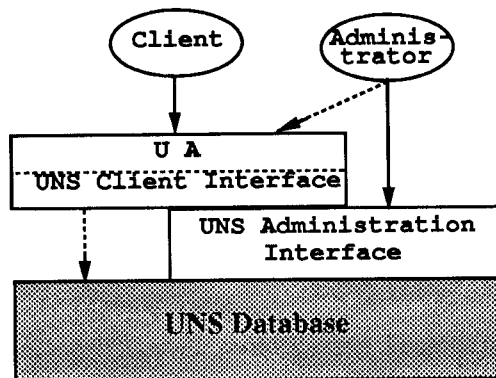 Client
Adminis-
trator
U A
UNS Client Interface
UNS Administration
Interface
UNS Database